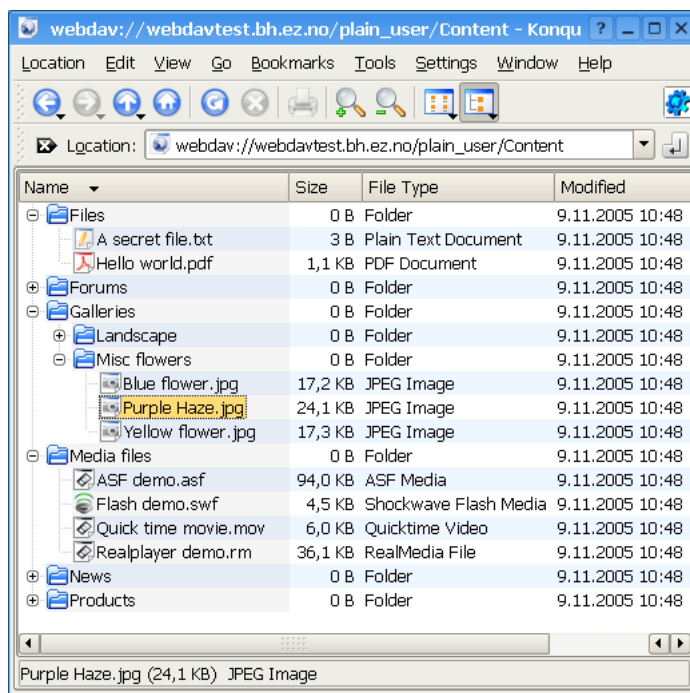 webdav://webdavtest.bh.ez.no/plain_user/Content - Konqu
Location Edit View Go Bookmarks Tools Settings Window Help
Location: webdav://webdavtest.bh.ez.no/plain_user/Content
Name Size File Type Modified
Files 0 B Folder 9.11.2005 10:48
A secret file.txt 3 B Plain Text Document 9.11.2005 10:48
Hello world.pdf 1,1 KB PDF Document 9.11.2005 10:48
Forums 0 B Folder 9.11.2005 10:48
Galleries 0 B Folder 9.11.2005 10:48
Landscape 0 B Folder 9.11.2005 10:48
Misc flowers 0 B Folder 9.11.2005 10:48
Blue flower.jpg 17,2 KB JPEG Image 9.11.2005 10:48
Purple Haze.jpg 24,1 KB JPEG Image 9.11.2005 10:48
Yellow flower.jpg 17,3 KB JPEG Image 9.11.2005 10:48
Media files 0 B Folder 9.11.2005 10:48
ASF demo.asf 94,0 KB ASF Media 9.11.2005 10:48
Flash demo.swf 4,5 KB Shockwave Flash Media 9.11.2005 10:48
Quick time movie.mov 6,0 KB Quicktime Video 9.11.2005 10:48
Realplayer demo.rm 36,1 KB RealMedia File 9.11.2005 10:48
News 0 B Folder 9.11.2005 10:48
Products 0 B Folder 9.11.2005 10:48
Purple Haze.jpg (24,1 KB) JPEG Image